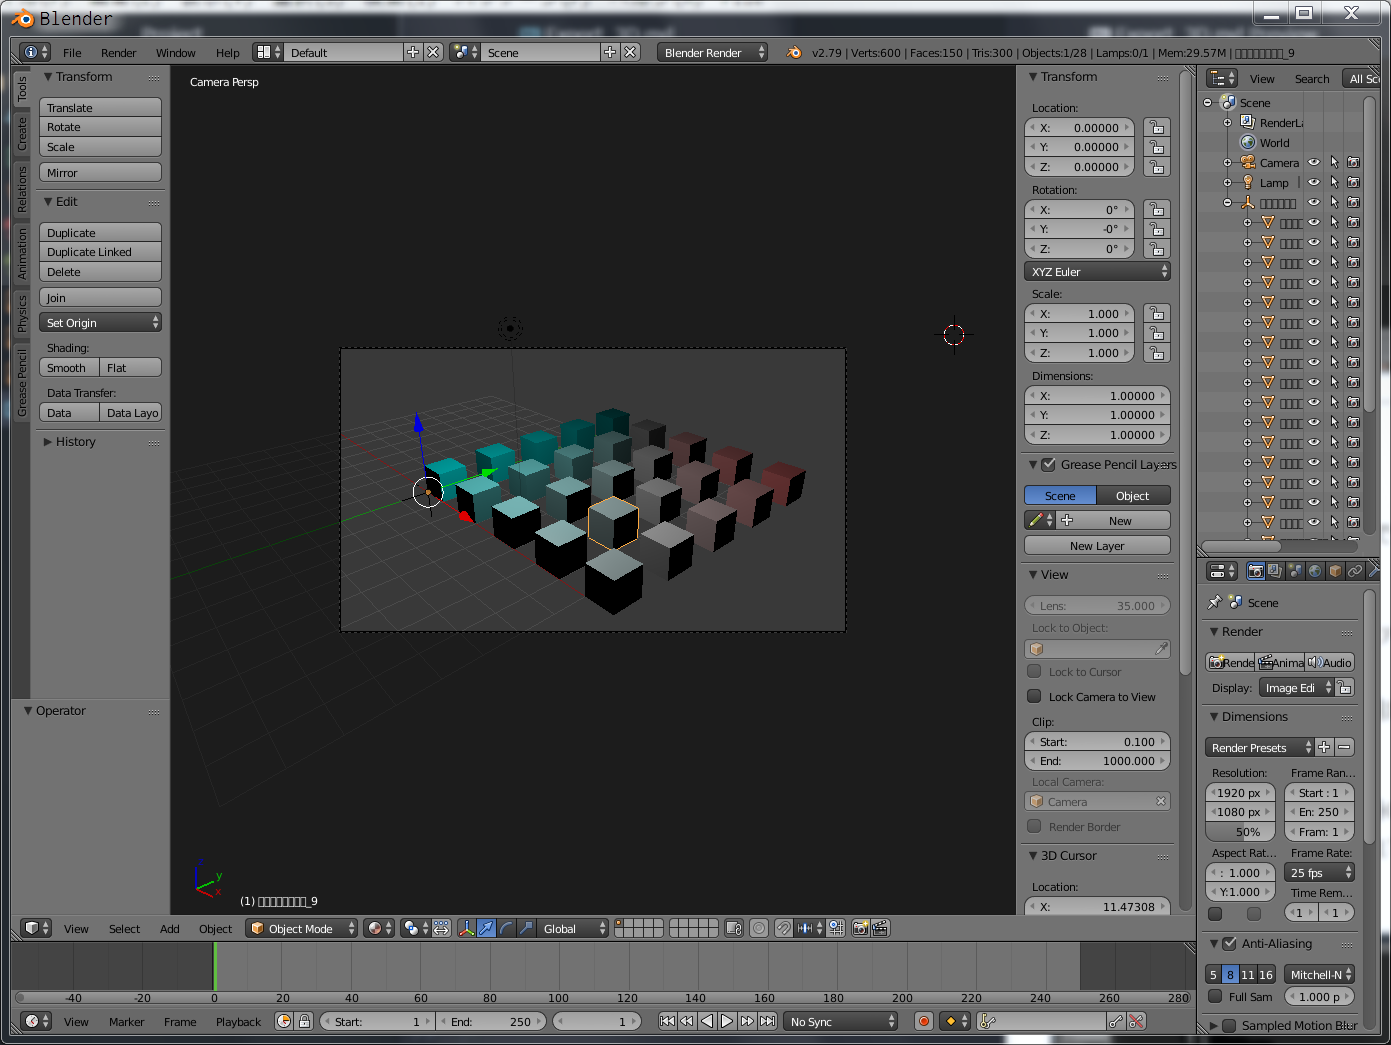 Blender
File Render Window Help Default Scene Blender Render v2.79 | Verts:600 | Faces:150 | Tris:300 | Objects:1/28 | Lamps:0/1 | Mem:29.57M | _9
Tools
Create
Relations
Animation
Physics
Grease Pencil
Transform
Translate
Rotate
Scale
Mirror
Edit
Duplicate
Duplicate Linked
Delete
Join
Set Origin
Shading:
Smooth Flat
Data Transfer:
Data Data Layo
History
Operator
Camera Persp
(1) _9
Transform
Location:
X: 0.00000
Y: 0.00000
Z: 0.00000
Rotation:
X: 0°
Y: -0°
Z: 0°
XYZ Euler
Scale:
X: 1.000
Y: 1.000
Z: 1.000
Dimensions:
X: 1.00000
Y: 1.00000
Z: 1.00000
Grease Pencil Layers
Scene Object
New
New Layer
View
Lens: 35.000
Lock to Object:
Lock to Cursor
Lock Camera to View
Clip:
Start: 0.100
End: 1000.000
Local Camera:
Camera
Render Border
3D Cursor
Location:
X: 11.47308
View Search All Sc
Scene
RenderLa
World
Camera
Lamp
Scene
Render
Rende Anima Audio
Display: Image Edi
Dimensions
Render Presets
Resolution: Frame Ran...
1920 px Start : 1
1080 px En: 250
50% Fram: 1
Aspect Rat... Frame Rate:
: 1.000 25 fps
Y:1.000 Time Rem...
1 1
Anti-Aliasing
5 8 11 16 Mitchell-N
Full Sam 1.000 p
Sampled Motion Blur
z
y
x
View Select Add Object Object Mode Global
-40 -20 0 20 40 60 80 100 120 140 160 180 200 220 240 260 280
View Marker Frame Playback Start: 1 End: 250 1 No Sync